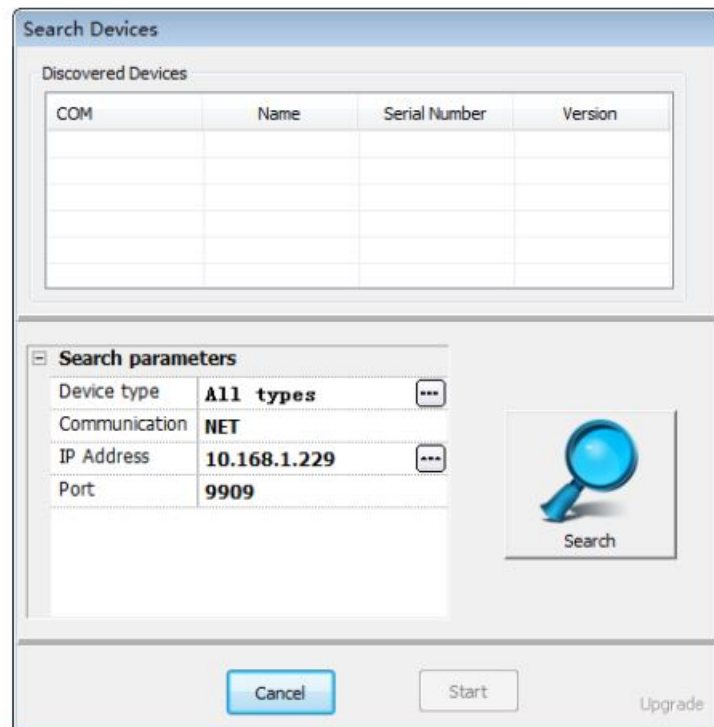 Search Devices
Discovered Devices
COM Name Serial Number Version
Search parameters
Device type All types
Communication NET
IP Address 10.168.1.229
Port 9909
Search
Cancel Start Upgrade